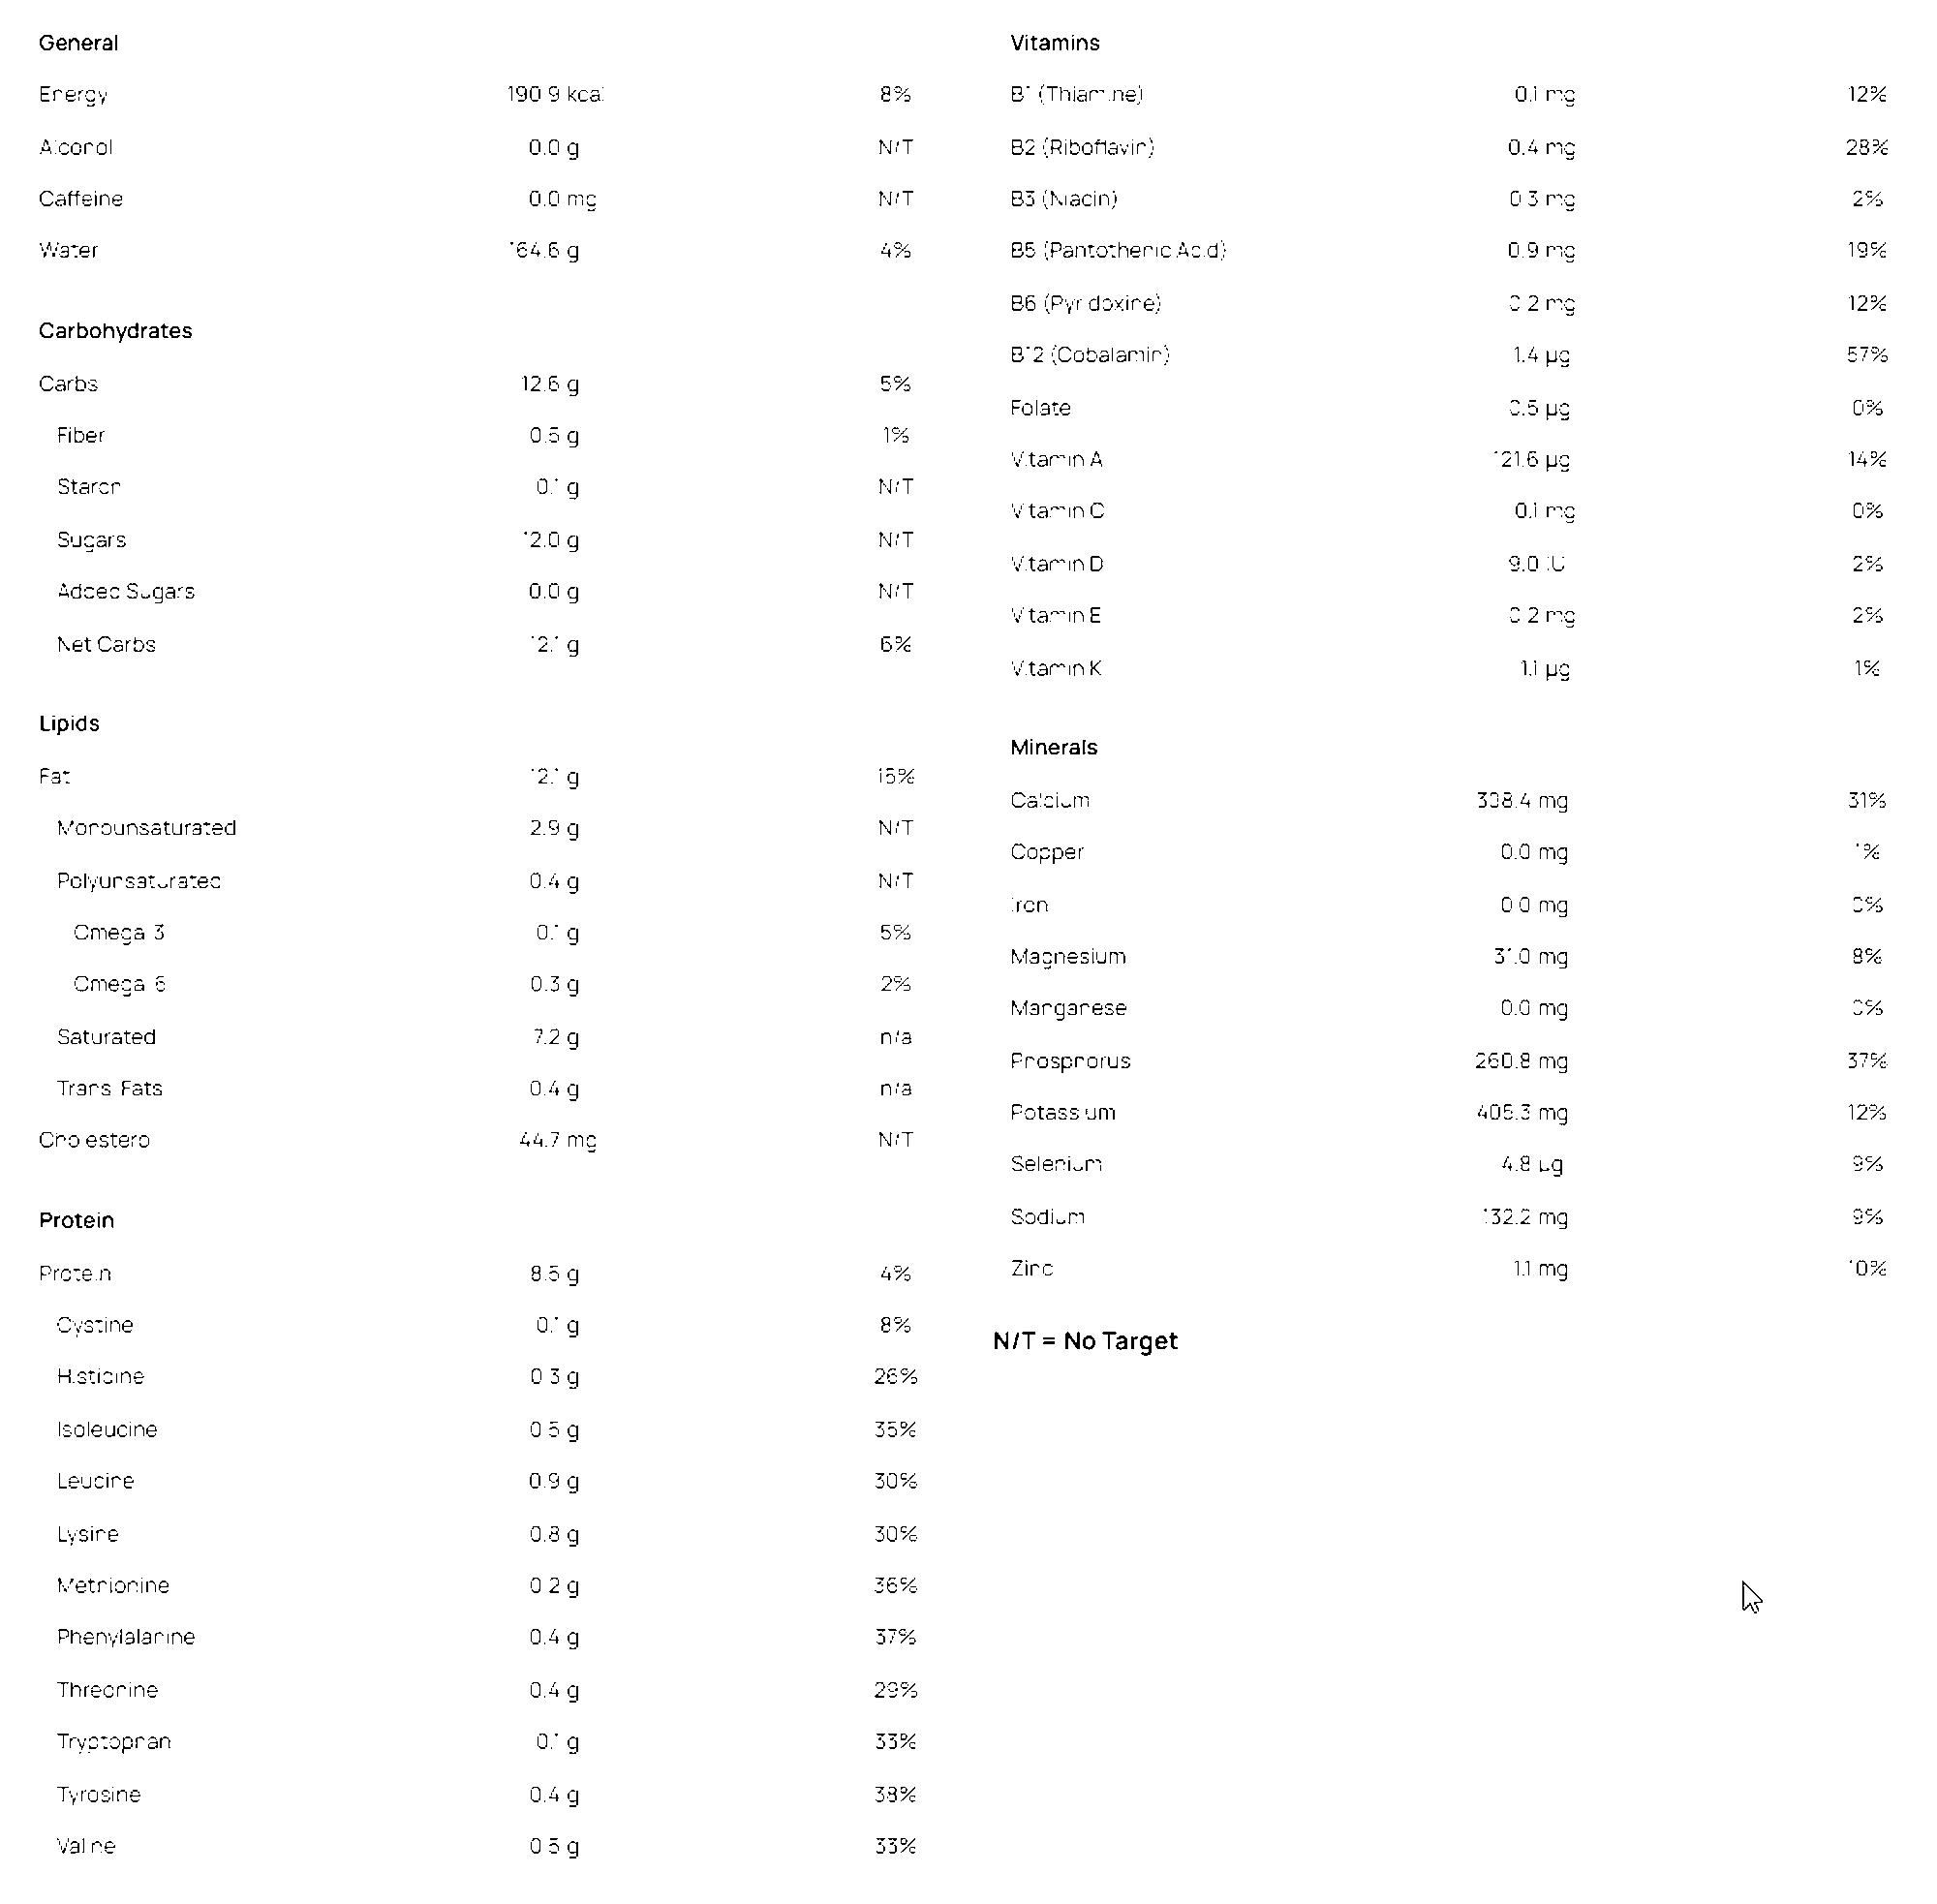 General
Energy 190.9 kcal 8%
Alcohol 0.0 g N/T
Caffeine 0.0 mg N/T
Water 164.6 g 4%
Carbohydrates
Carbs 12.6 g 5%
Fiber 0.5 g 1%
Starch 0.1 g N/T
Sugars 12.0 g N/T
Added Sugars 0.0 g N/T
Net Carbs 12.1 g 6%
Lipids
Fat 12.1 g 15%
Monounsaturated 2.9 g N/T
Polyunsaturated 0.4 g N/T
Omega-3 0.1 g 5%
Omega-6 0.3 g 2%
Saturated 7.2 g n/a
Trans-Fats 0.4 g n/a
Cholesterol 44.7 mg N/T
Protein
Protein 8.5 g 4%
Cystine 0.1 g 8%
Histidine 0.3 g 26%
Isoleucine 0.5 g 35%
Leucine 0.9 g 30%
Lysine 0.8 g 30%
Methionine 0.2 g 36%
Phenylalanine 0.4 g 37%
Threonine 0.4 g 29%
Tryptophan 0.1 g 33%
Tyrosine 0.4 g 38%
Valine 0.5 g 33%
Vitamins
B1 (Thiamine) 0.1 mg 12%
B2 (Riboflavin) 0.4 mg 28%
B3 (Niacin) 0.3 mg 2%
B5 (Pantothenic Acid) 0.9 mg 19%
B6 (Pyridoxine) 0.2 mg 12%
B12 (Cobalamin) 1.4 µg 57%
Folate 0.5 µg 0%
Vitamin A 121.6 µg 14%
Vitamin C 0.1 mg 0%
Vitamin D 9.0 IU 2%
Vitamin E 0.2 mg 2%
Vitamin K 1.1 µg 1%
Minerals
Calcium 308.4 mg 31%
Copper 0.0 mg 1%
Iron 0.0 mg 0%
Magnesium 31.0 mg 8%
Manganese 0.0 mg 0%
Phosphorus 260.8 mg 37%
Potassium mg 12%
Selenium 4.8 µg 9%
Sodium 132.2 mg 9%
Zinc 1.1 mg 10%
N/T = No Target